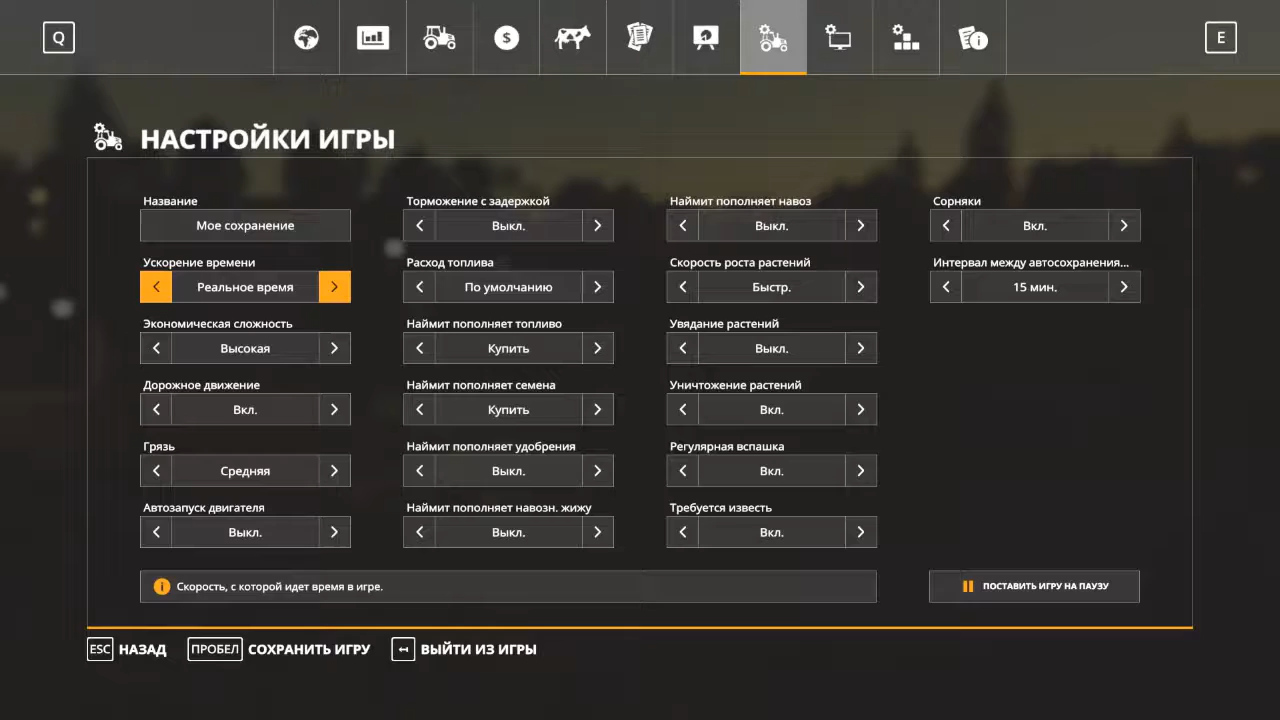 Q
E
НАСТРОЙКИ ИГРЫ
Название
Мое сохранение
Ускорение времени
Реальное время
Экономическая сложность
Высокая
Дорожное движение
Вкл.
Грязь
Средняя
Автозапуск двигателя
Выкл.
Торможение с задержкой
Выкл.
Расход топлива
По умолчанию
Наймит пополняет топливо
Купить
Наймит пополняет семена
Купить
Наймит пополняет удобрения
Выкл.
Наймит пополняет навозн. жижу
Выкл.
Наймит пополняет навоз
Выкл.
Скорость роста растений
Быстр.
Увядание растений
Выкл.
Уничтожение растений
Вкл.
Регулярная вспашка
Вкл.
Требуется известь
Вкл.
Сорняки
Вкл.
Интервал между автосохранения...
15 мин.
Скорость, с которой идет время в игре.
ПОСТАВИТЬ ИГРУ НА ПАУЗУ
ESC НАЗАД ПРОБЕЛ СОХРАНИТЬ ИГРУ ВЫЙТИ ИЗ ИГРЫ